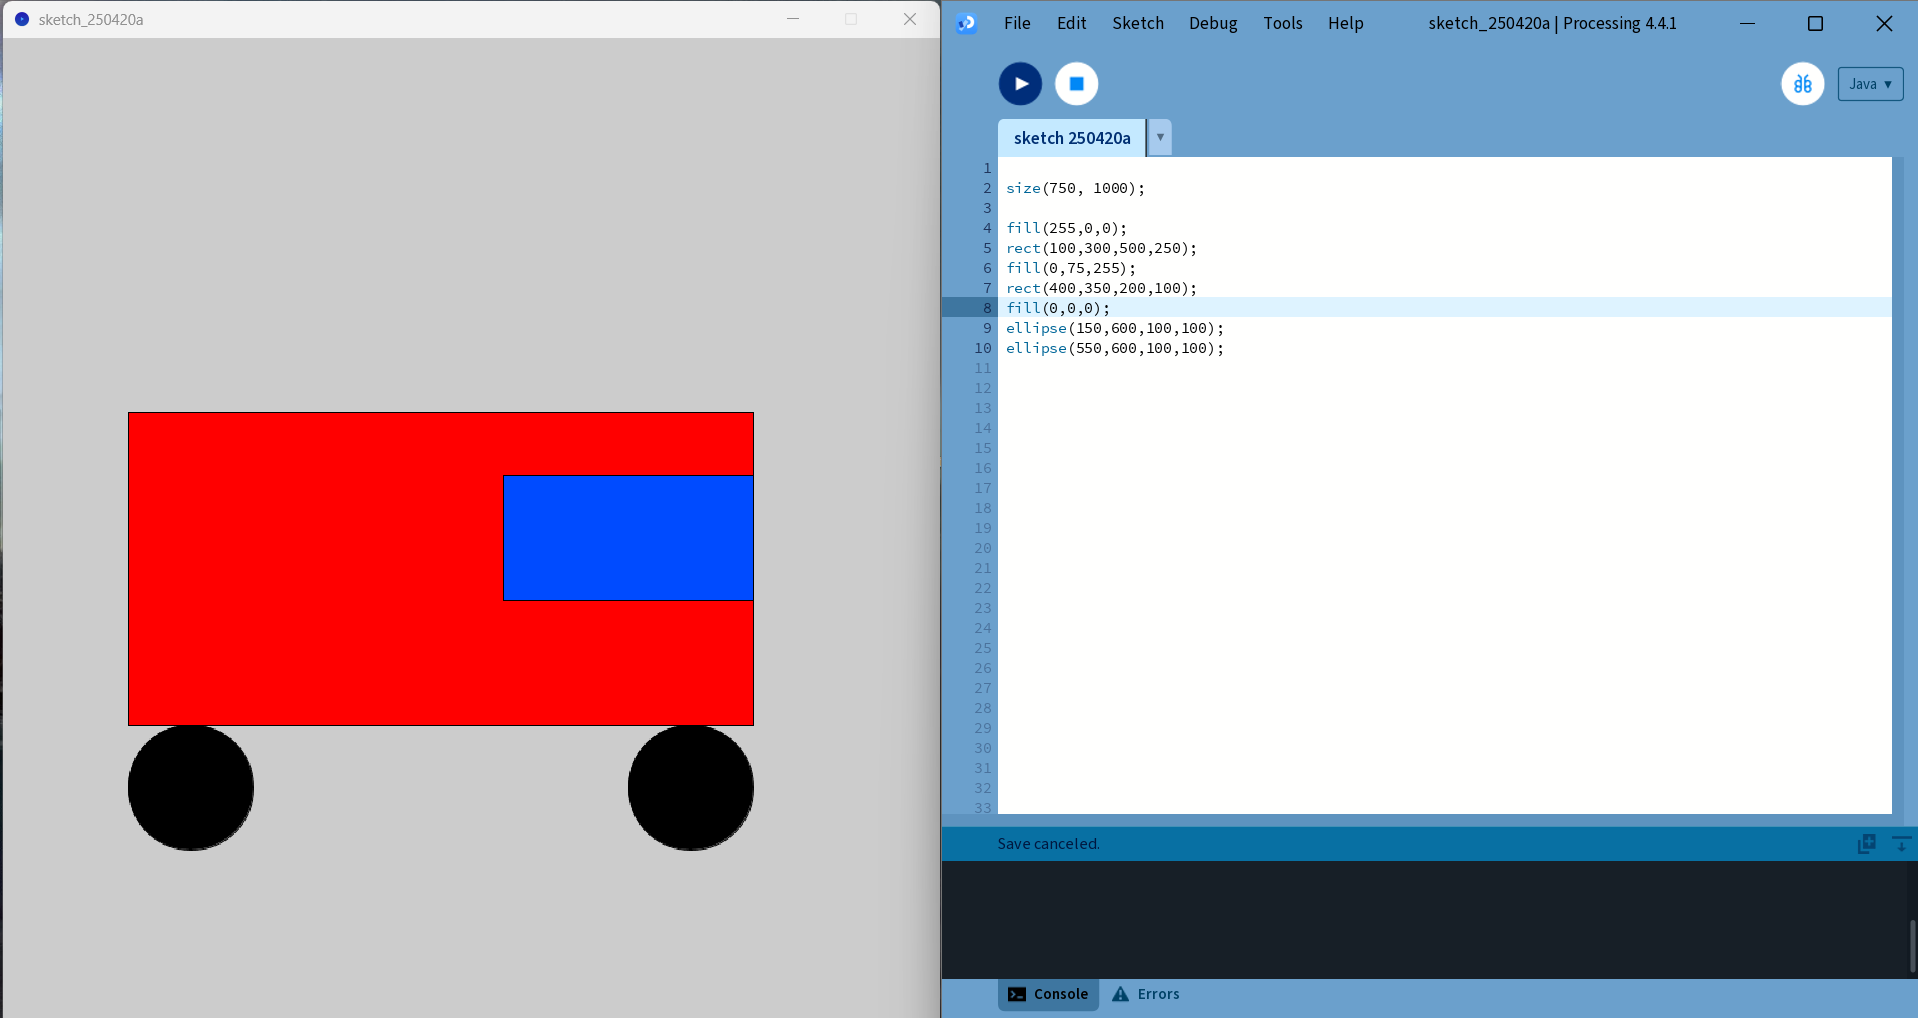 sketch_250420a
File Edit Sketch Debug Tools Help sketch_250420a | Processing 4.4.1
Java ▼
sketch 250420a ▼
1
2 size(750, 1000);
3
4 fill(255,0,0);
5 rect(100,300,500,250);
6 fill(0,75,255);
7 rect(400,350,200,100);
8 fill(0,0,0);
9 ellipse(150,600,100,100);
10 ellipse(550,600,100,100);
11
12
13
14
15
16
17
18
19
20
21
22
23
24
25
26
27
28
29
30
31
32
33
Save canceled.
Console Errors